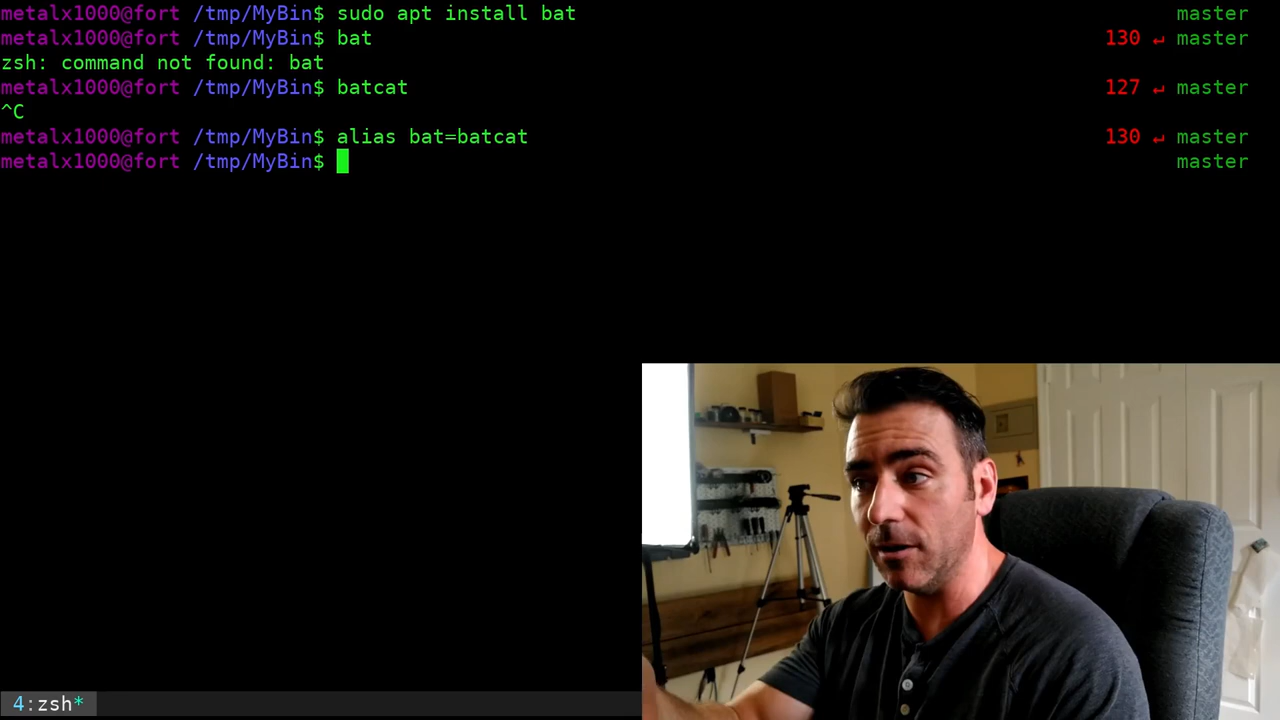 metalx1000@fort /tmp/MyBin$ sudo apt install bat master
metalx1000@fort /tmp/MyBin$ bat 130 ↵ master
zsh: command not found: bat
metalx1000@fort /tmp/MyBin$ batcat 127 ↵ master
^C
metalx1000@fort /tmp/MyBin$ alias bat=batcat 130 ↵ master
metalx1000@fort /tmp/MyBin$ master
4:zsh*